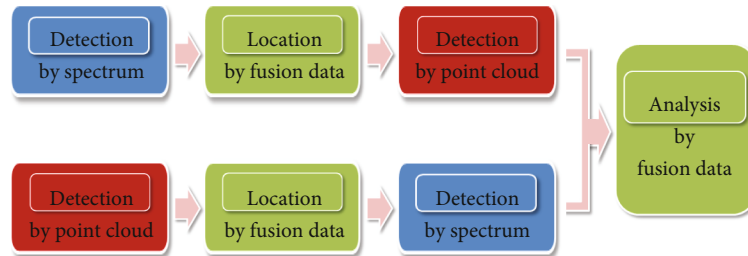 Detection
by spectrum
Location
by fusion data
Detection
by point cloud
Detection
by point cloud
Location
by fusion data
Detection
by spectrum
Analysis
by
fusion data